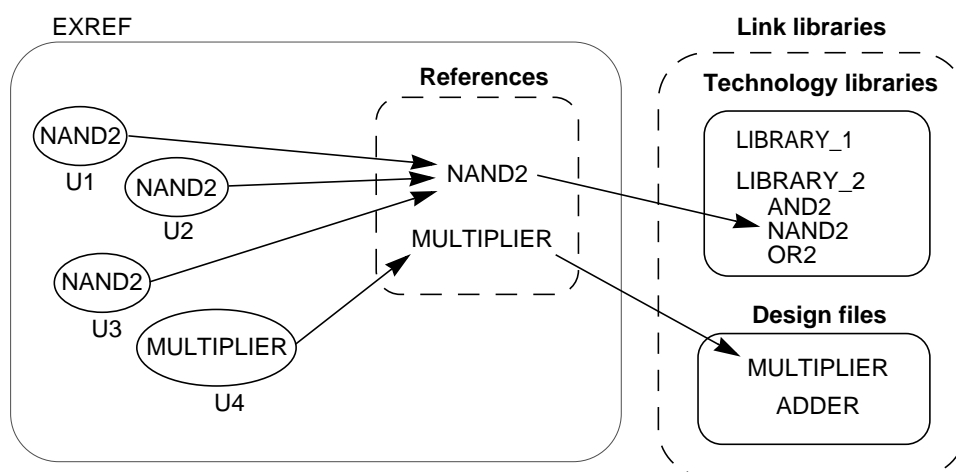 EXREF
Link libraries
References
Technology libraries
NAND2
U1
NAND2
U2
NAND2
U3
MULTIPLIER
U4
NAND2
MULTIPLIER
LIBRARY_1
LIBRARY_2
AND2
NAND2
OR2
Design files
MULTIPLIER
ADDER